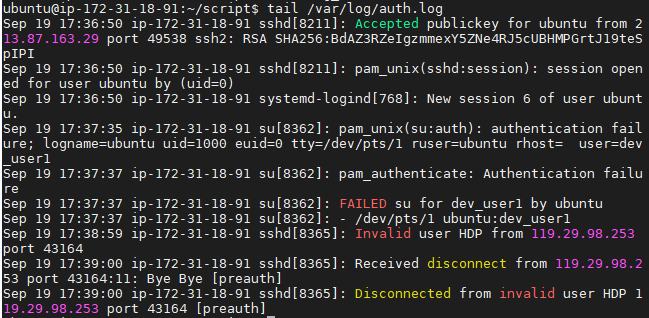 ubuntu@ip-172-31-18-91:~/script$ tail /var/log/auth.log
Sep 19 17:36:50 ip-172-31-18-91 sshd[8211]: Accepted publickey for ubuntu from 2
13.87.163.29 port 49538 ssh2: RSA SHA256:BdAZ3RZeIgzmmexY5ZNe4RJ5cUBHMPGrtJ19teS
pIPI
Sep 19 17:36:50 ip-172-31-18-91 sshd[8211]: pam_unix(sshd:session): session open
ed for user ubuntu by (uid=0)
Sep 19 17:36:50 ip-172-31-18-91 systemd-logind[768]: New session 6 of user ubunt
u.
Sep 19 17:37:35 ip-172-31-18-91 su[8362]: pam_unix(su:auth): authentication fail
ure; logname=ubuntu uid=1000 euid=0 tty=/dev/pts/1 ruser=ubuntu rhost=  user=dev
_user1
Sep 19 17:37:37 ip-172-31-18-91 su[8362]: pam_authenticate: Authentication failu
re
Sep 19 17:37:37 ip-172-31-18-91 su[8362]: FAILED su for dev_user1 by ubuntu
Sep 19 17:37:37 ip-172-31-18-91 su[8362]: - /dev/pts/1 ubuntu:dev_user1
Sep 19 17:38:59 ip-172-31-18-91 sshd[8365]: Invalid user HDP from 119.29.98.253
port 43164
Sep 19 17:39:00 ip-172-31-18-91 sshd[8365]: Received disconnect from 119.29.98.2
53 port 43164:11: Bye Bye [preauth]
Sep 19 17:39:00 ip-172-31-18-91 sshd[8365]: Disconnected from invalid user HDP 1
19.29.98.253 port 43164 [preauth]